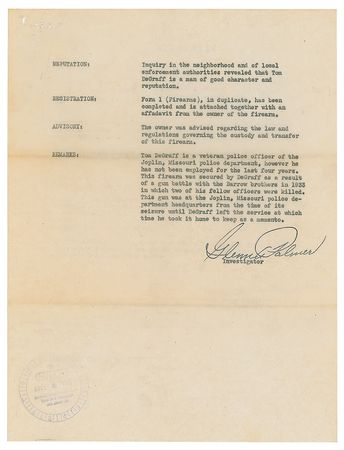 REPUTATION: Inquiry in the neighborhood and of local
enforcement authorities revealed that Tom
DeGraff is a man of good character and
reputation.
REGISTRATION: Form 1 (Firearms), in duplicate, has been
completed and is attached together with an
affadavit from the owner of the firearm.
ADVISORY: The owner was advised regarding the law and
regulations governing the custody and transfer
of this firearm.
REMARKS: Tom DeGraff is a veteran police officer of the
Joplin, Missouri police department, however he
has not been employed for the last four years.
This firearm was secured by DeGraff as a result
of a gun battle with the Barrow brothers in 1933
in which two of his fellow officers were killed.
This gun was at the Joplin, Missouri police de-
partment headquarters from the time of its
seizure until DeGraff left the service at which
time he took it home to keep as a memento.
Glenn Palmer
Investigator